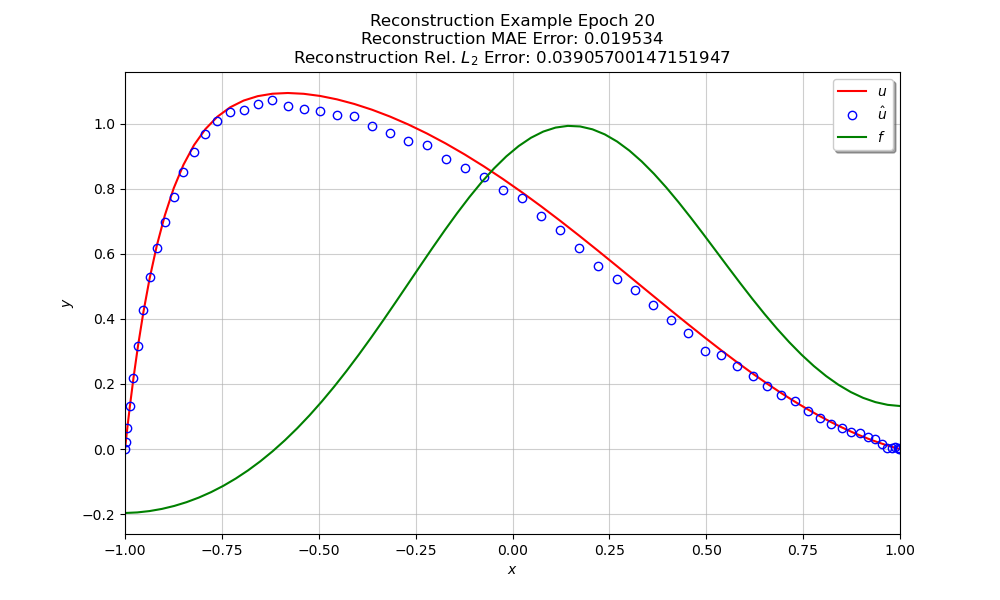 Reconstruction Example Epoch 20
Reconstruction MAE Error: 0.019534
Reconstruction Rel. L₂ Error: 0.03905700147151947
u
û
f
1.0
0.8
0.6
0.4
0.2
0.0
−0.2
y
−1.00 −0.75 −0.50 −0.25 0.00 0.25 0.50 0.75 1.00
x